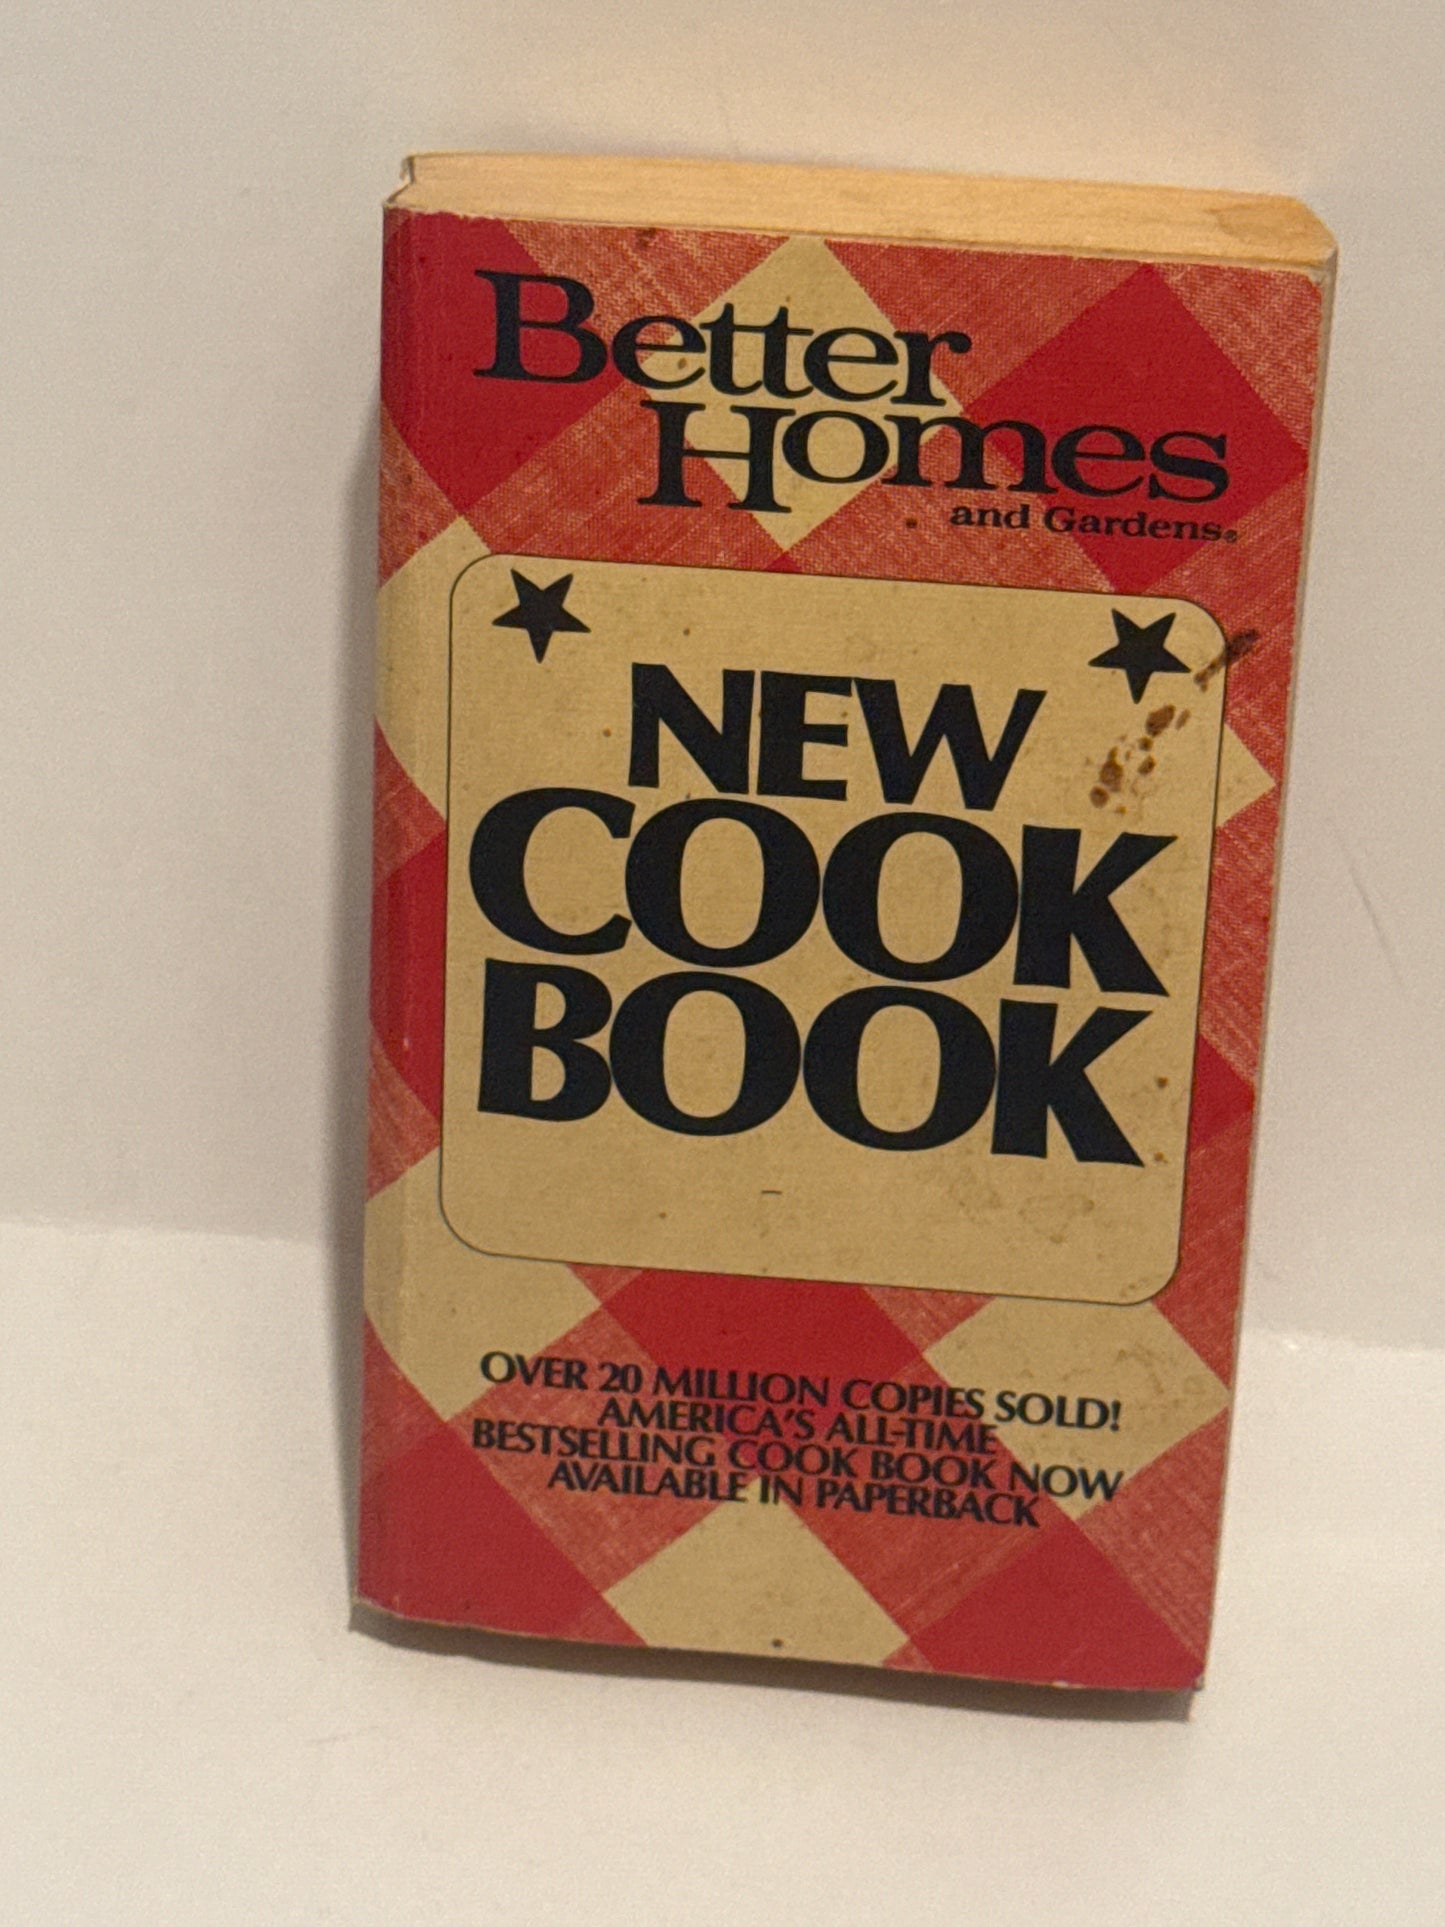 Better
Homes
and Gardens®
NEW
COOK
BOOK
OVER 20 MILLION COPIES SOLD!
AMERICA'S ALL-TIME
BESTSELLING COOK BOOK NOW
AVAILABLE IN PAPERBACK